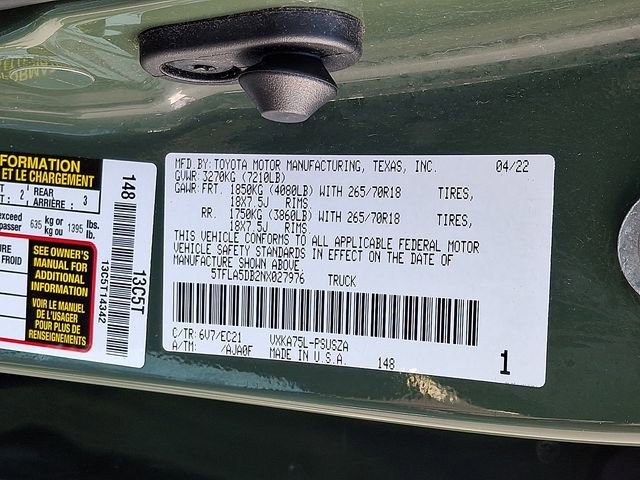 FORMATION
ET LE CHARGEMENT
: 2 REAR ARRIÈRE : 3
exceed
passer 635 kg or kg ou 1395 lbs. lb.
FROID
SEE OWNER'S
MANUAL FOR
ADDITIONAL
INFORMATION
VOIR LE MANUEL
DE L'USAGER
POUR PLUS DE
RENSEIGNEMENTS
148
13C5T
13C5T14342
MFD.BY:TOYOTA MOTOR MANUFACTURING, TEXAS, INC. 04/22
GVWR 3270KG (7210LB)
GAWR: FRT. 1850KG (4080LB) WITH 265/70R18 TIRES,
18X7.5J RIMS.
RR. 1750KG (3860LB) WITH 265/70R18 TIRES,
18X7.5J RIMS.
THIS VEHICLE CONFORMS TO ALL APPLICABLE FEDERAL MOTOR
VEHICLE SAFETY STANDARDS IN EFFECT ON THE DATE OF
MANUFACTURE SHOWN ABOVE.
5TFLA5DB2NX027976 TRUCK
C/TR: 6V7/EC21 VXKA75L-PSUSZA
A/TM: /AJA0F MADE IN U.S.A. 148
1